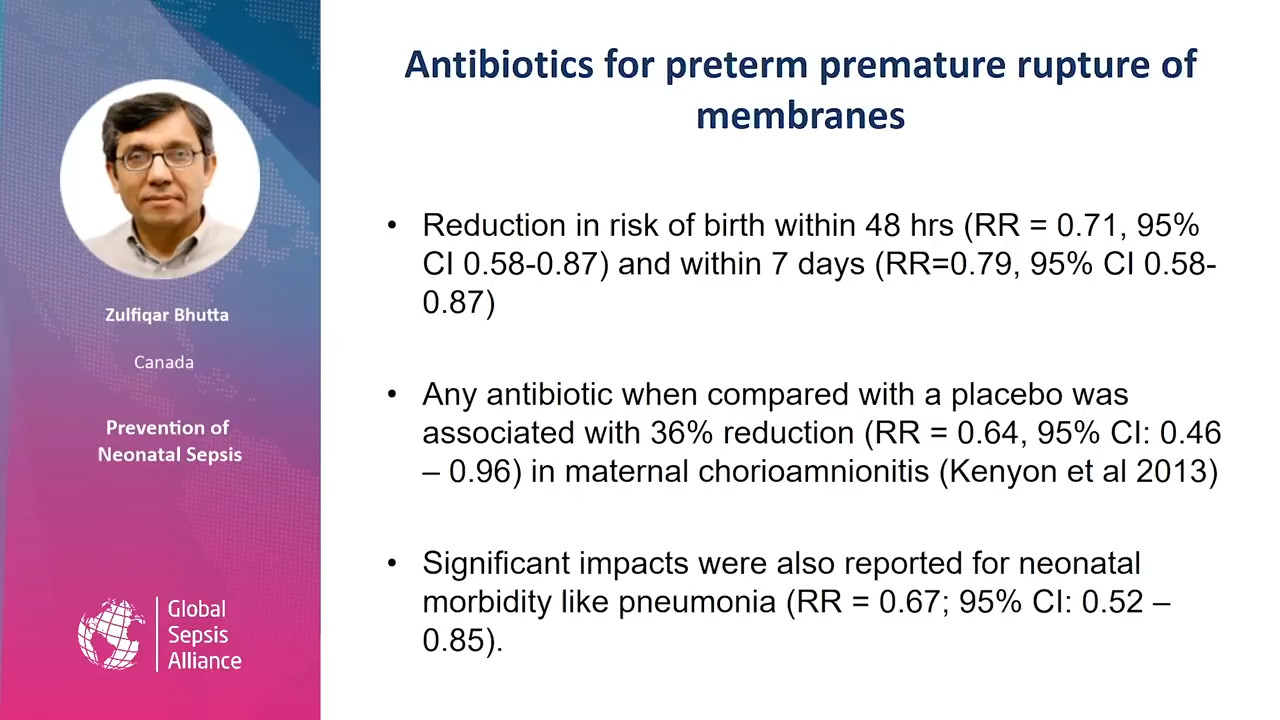 Antibiotics for preterm premature rupture of
membranes
Zulfiqar Bhutta
Canada
Prevention of
Neonatal Sepsis
Global
Sepsis
Alliance
• Reduction in risk of birth within 48 hrs (RR = 0.71, 95%
CI 0.58-0.87) and within 7 days (RR=0.79, 95% CI 0.58-
0.87)
• Any antibiotic when compared with a placebo was
associated with 36% reduction (RR = 0.64, 95% CI: 0.46
– 0.96) in maternal chorioamnionitis (Kenyon et al 2013)
• Significant impacts were also reported for neonatal
morbidity like pneumonia (RR = 0.67; 95% CI: 0.52 –
0.85).